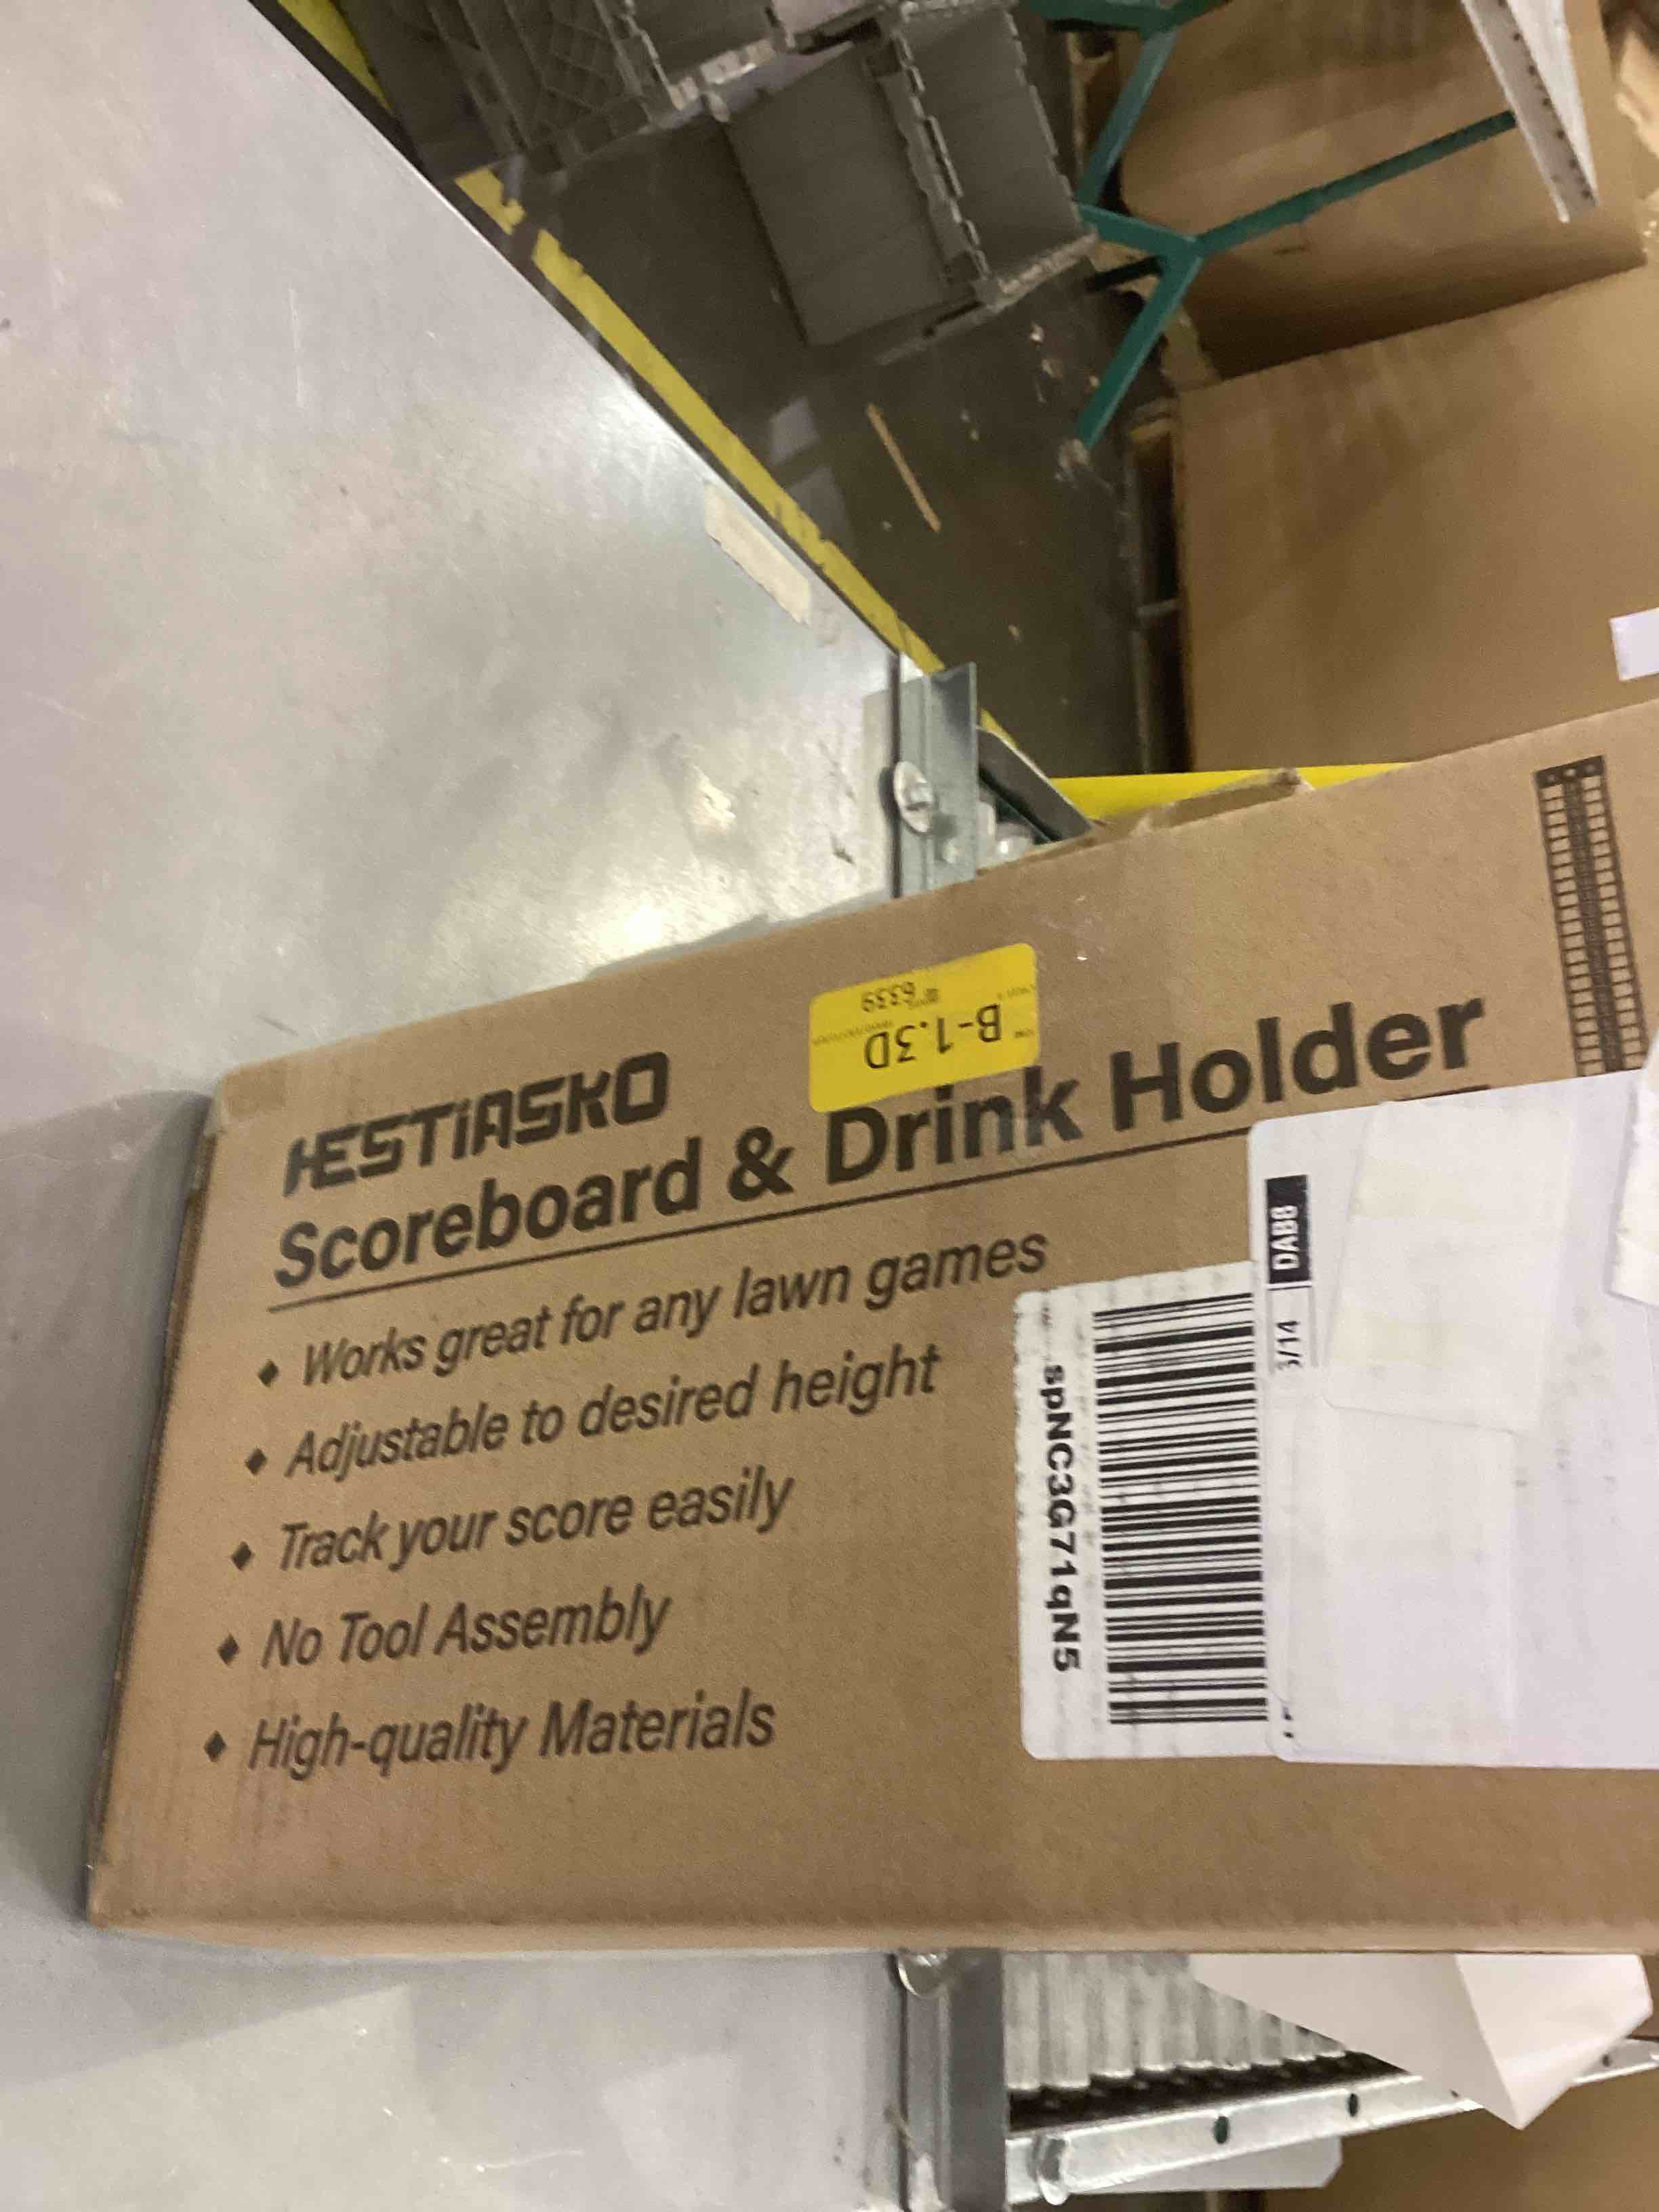 HESTIASKO
Scoreboard & Drink Holder
◆ Works great for any lawn games
◆ Adjustable to desired height
◆ Track your score easily
◆ No Tool Assembly
◆ High-quality Materials
B-1.3D
6339
spNC3G71qN5
DAB8
/14